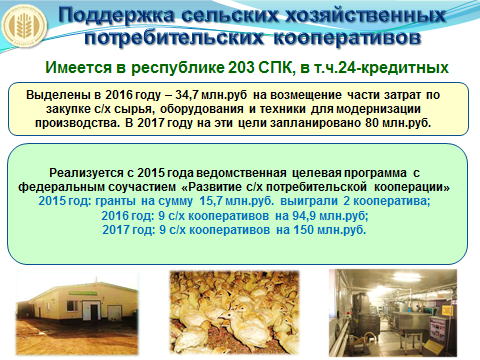 Поддержка сельских хозяйственных
потребительских кооперативов
Имеется в республике 203 СПК, в т.ч.24-кредитных
Выделены в 2016 году – 34,7 млн.руб на возмещение части затрат по
закупке с/х сырья, оборудования и техники для модернизации
производства. В 2017 году на эти цели запланировано 80 млн.руб.
Реализуется с 2015 года ведомственная целевая программа с
федеральным соучастием «Развитие с/х потребительской кооперации»
2015 год: гранты на сумму 15,7 млн.руб. выиграли 2 кооператива;
2016 год: 9 с/х кооперативов на 94,9 млн.руб;
2017 год: 9 с/х кооперативов на 150 млн.руб.